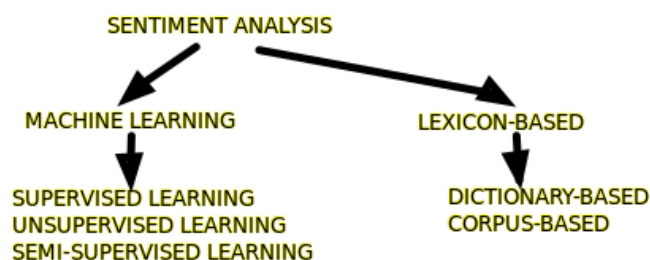 SENTIMENT ANALYSIS
MACHINE LEARNING
LEXICON-BASED
SUPERVISED LEARNING
UNSUPERVISED LEARNING
SEMI-SUPERVISED LEARNING
DICTIONARY-BASED
CORPUS-BASED